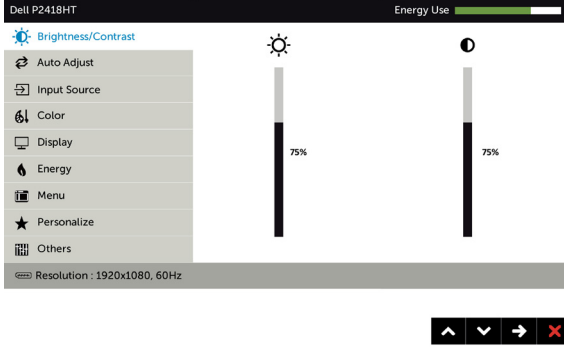 Dell P2418HT Energy Use
Brightness/Contrast
Auto Adjust
Input Source
Color
Display
75% 75%
Energy
Menu
Personalize
Others
Resolution : 1920x1080, 60Hz